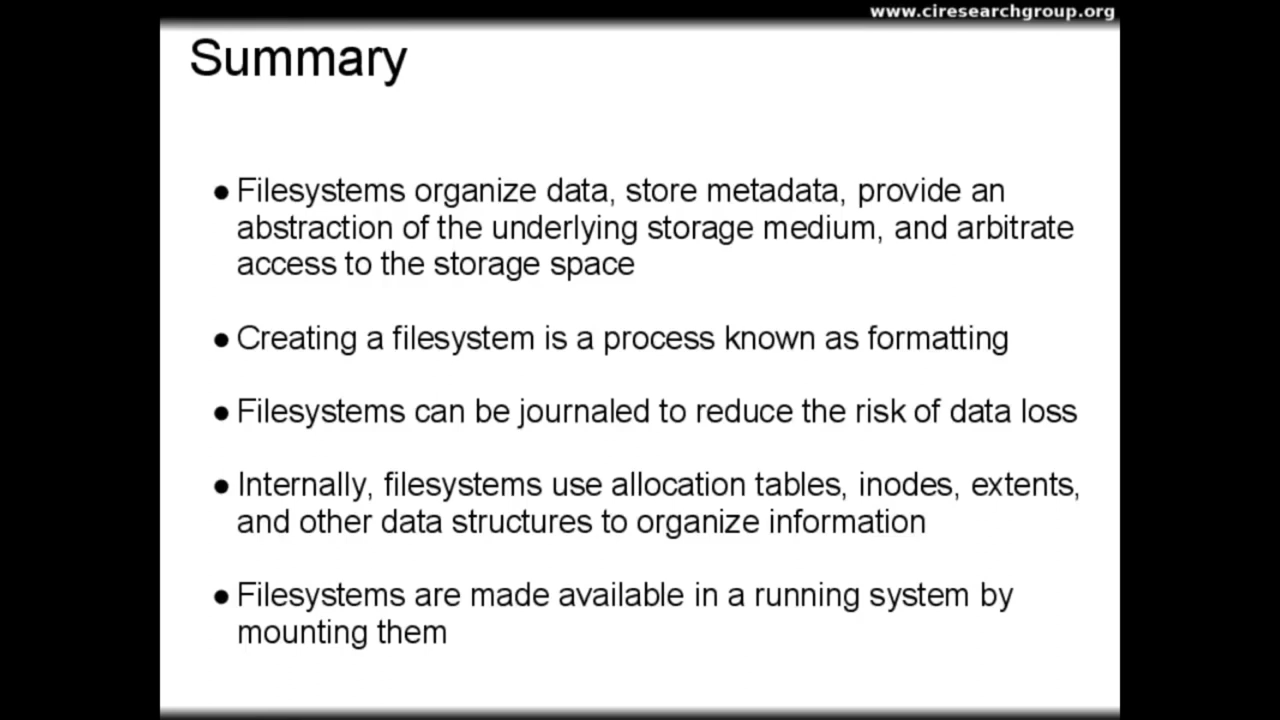 www.ciresearchgroup.org
Summary
● Filesystems organize data, store metadata, provide an
abstraction of the underlying storage medium, and arbitrate
access to the storage space
● Creating a filesystem is a process known as formatting
● Filesystems can be journaled to reduce the risk of data loss
● Internally, filesystems use allocation tables, inodes, extents,
and other data structures to organize information
● Filesystems are made available in a running system by
mounting them